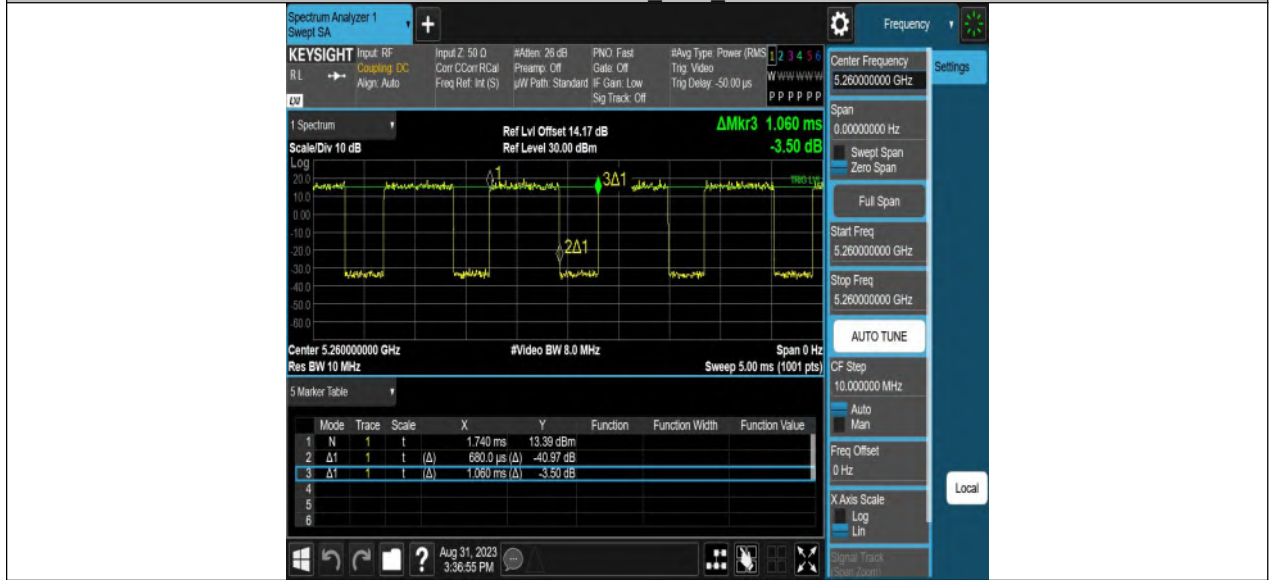 Spectrum Analyzer 1
Swept SA
+
Frequency
KEYSIGHT Input: RF Input Z: 50 Ω #Atten: 26 dB PNO: Fast #Avg Type: Power (RMS 1 2 3 4 5 6
RL Coupling: DC Corr CCorr RCal Preamp: Off Gate: Off Trig: Video W W W W W W
Align: Auto Freq Ref: Int (S) µW Path: Standard IF Gain: Low Trig Delay: -50.00 µs P P P P P P
Sig Track: Off
LXI
Center Frequency
5.260000000 GHz
Settings
Span
0.00000000 Hz
Swept Span
Zero Span
Full Span
Start Freq
5.260000000 GHz
Stop Freq
5.260000000 GHz
AUTO TUNE
CF Step
10.000000 MHz
Auto
Man
Freq Offset
0 Hz
X Axis Scale
Log
Lin
Signal Track
(Span Zoom)
Local
1 Spectrum
Ref Lvl Offset 14.17 dB
ΔMkr3 1.060 ms
Scale/Div 10 dB Ref Level 30.00 dBm -3.50 dB
Log
20.0
10.0
0.00
-10.0
-20.0
-30.0
-40.0
-50.0
-60.0
1
3Δ1
2Δ1
TRIG LVL
Center 5.260000000 GHz #Video BW 8.0 MHz Span 0 Hz
Res BW 10 MHz Sweep 5.00 ms (1001 pts)
5 Marker Table
Mode Trace Scale X Y Function Function Width Function Value
1 N 1 t 1.740 ms 13.39 dBm
2 Δ1 1 t (Δ) 680.0 µs (Δ) -40.97 dB
3 Δ1 1 t (Δ) 1.060 ms (Δ) -3.50 dB
4
5
6
?
Aug 31, 2023
3:36:55 PM